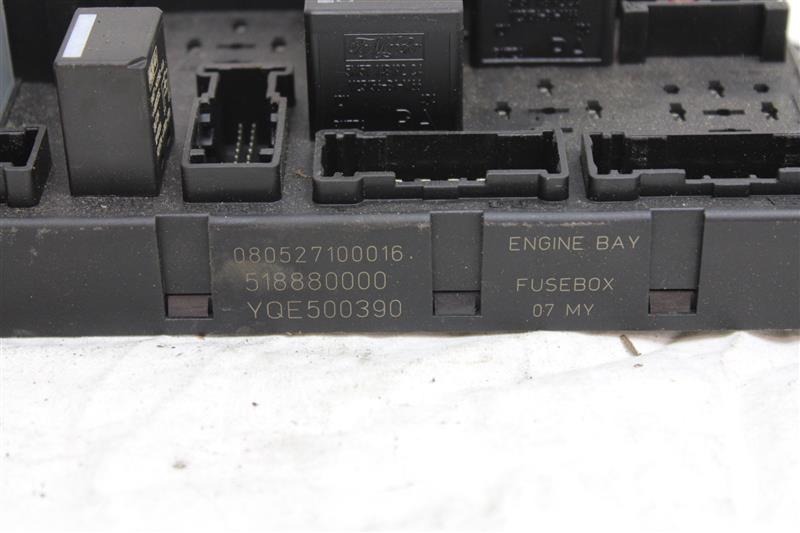 080527100016.
518880000
YQE500390
ENGINE BAY
FUSEBOX
07 MY